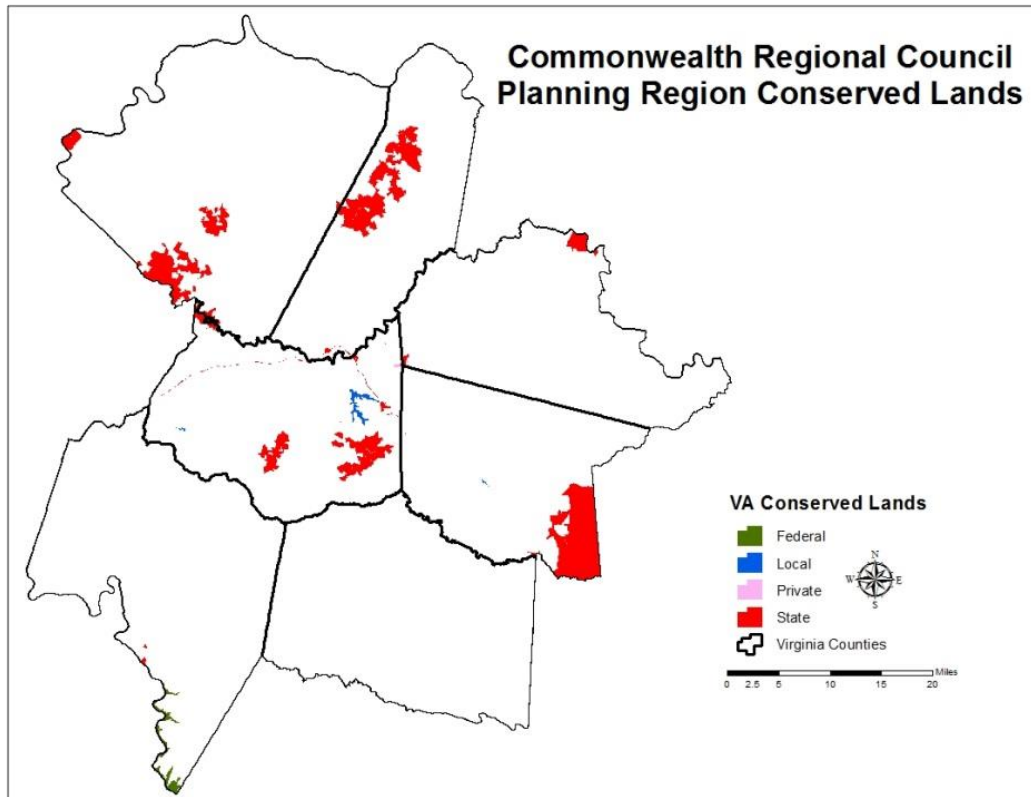 Commonwealth Regional Council
Planning Region Conserved Lands
VA Conserved Lands
Federal
Local
Private
State
Virginia Counties
N
W E
S
Miles
0 2.5 5 10 15 20